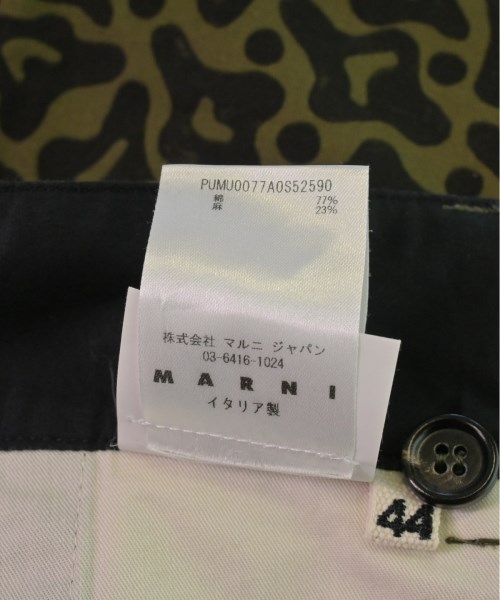 PUMU0077A0S52590
綿 77%
麻 23%
株式会社 マルニ ジャパン
03-6416-1024
MARNI
イタリア製
44